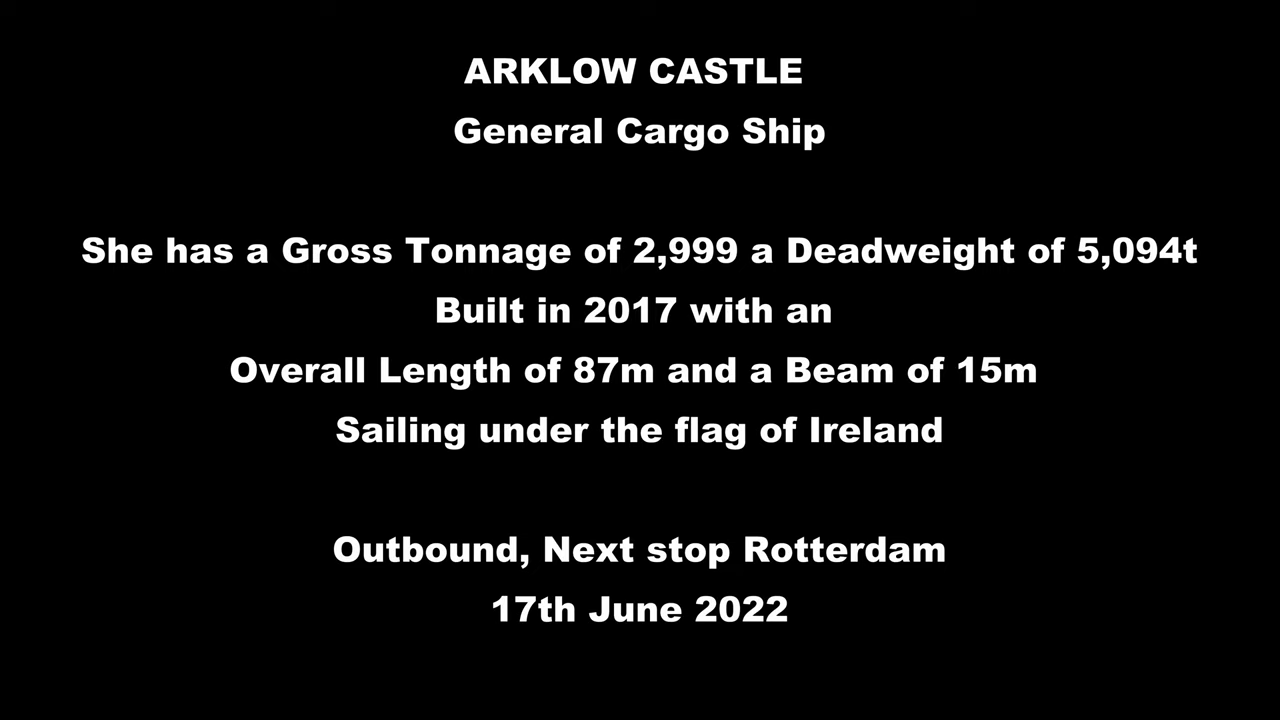 ARKLOW CASTLE
General Cargo Ship
She has a Gross Tonnage of 2,999 a Deadweight of 5,094t
Built in 2017 with an
Overall Length of 87m and a Beam of 15m
Sailing under the flag of Ireland
Outbound, Next stop Rotterdam
17th June 2022